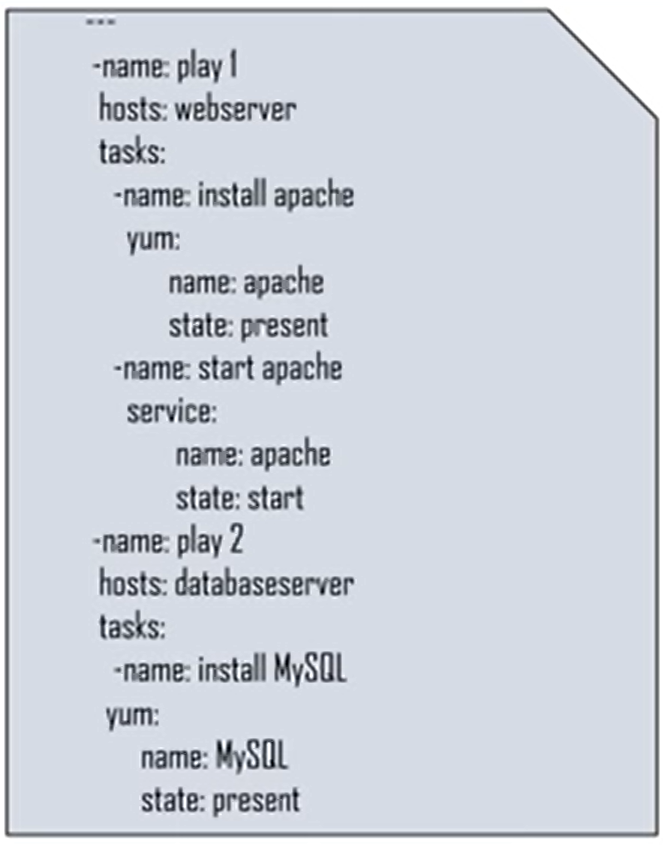 ---
-name: play 1
hosts: webserver
tasks:
-name: install apache
yum:
name: apache
state: present
-name: start apache
service:
name: apache
state: start
-name: play 2
hosts: databaseserver
tasks:
-name: install MySQL
yum:
name: MySQL
state: present